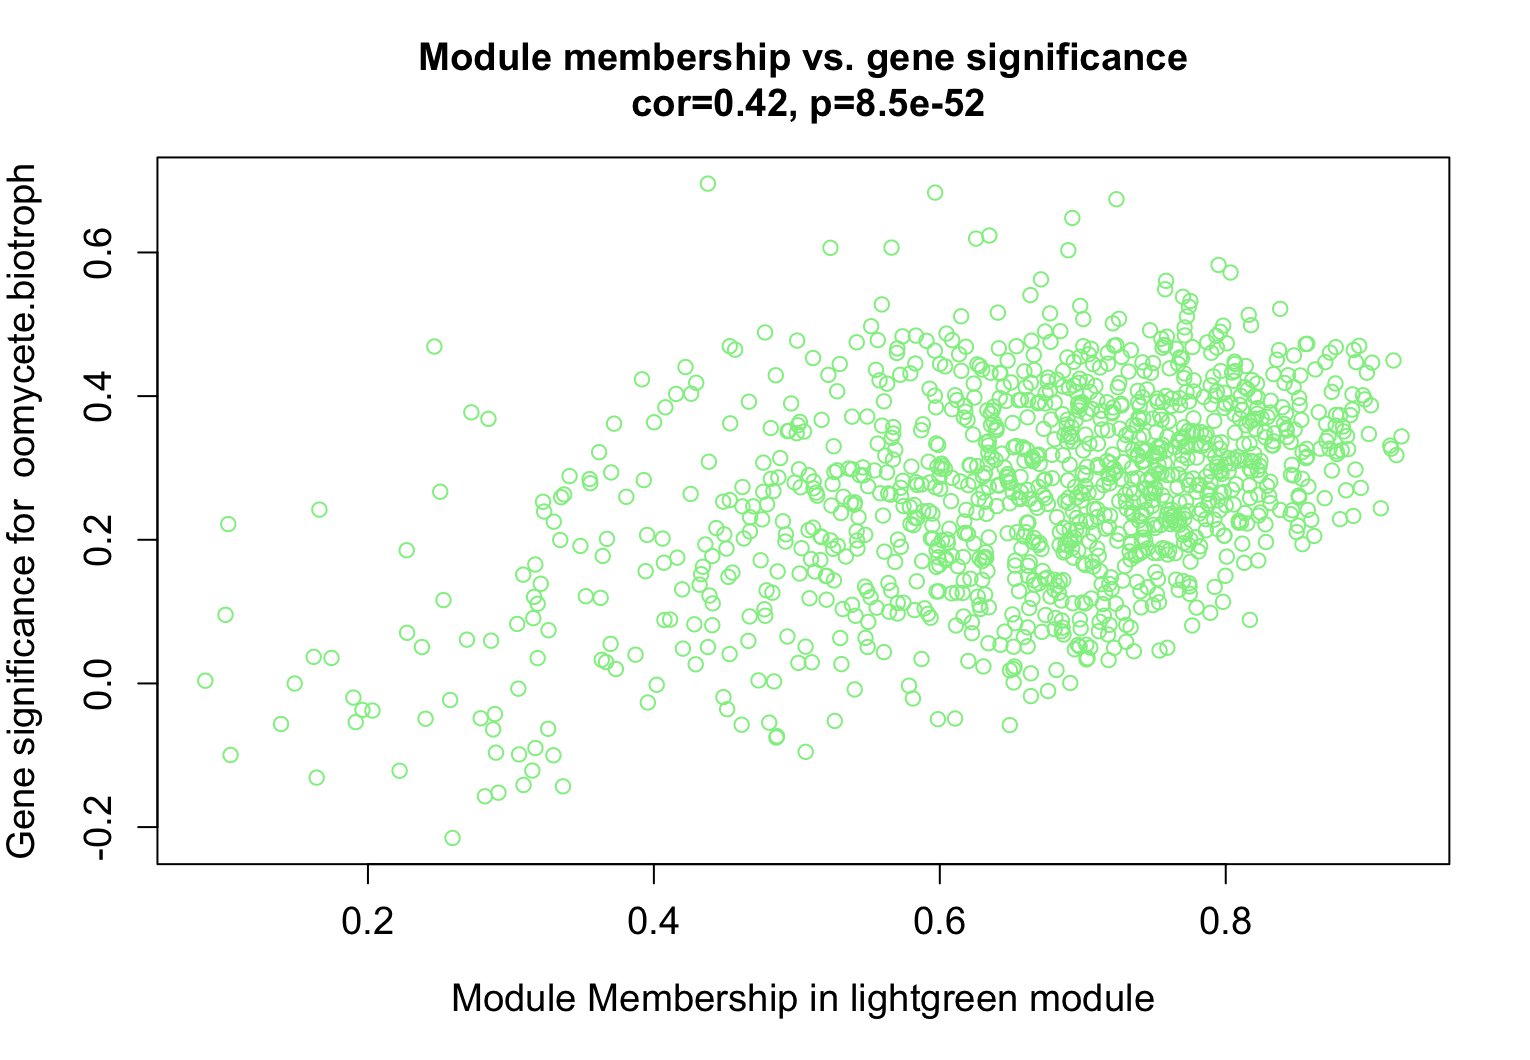 Module membership vs. gene significance
cor=0.42, p=8.5e-52
Gene significance for  oomycete.biotroph
0.6
0.4
0.2
0.0
-0.2
0.2
0.4
0.6
0.8
Module Membership in lightgreen module